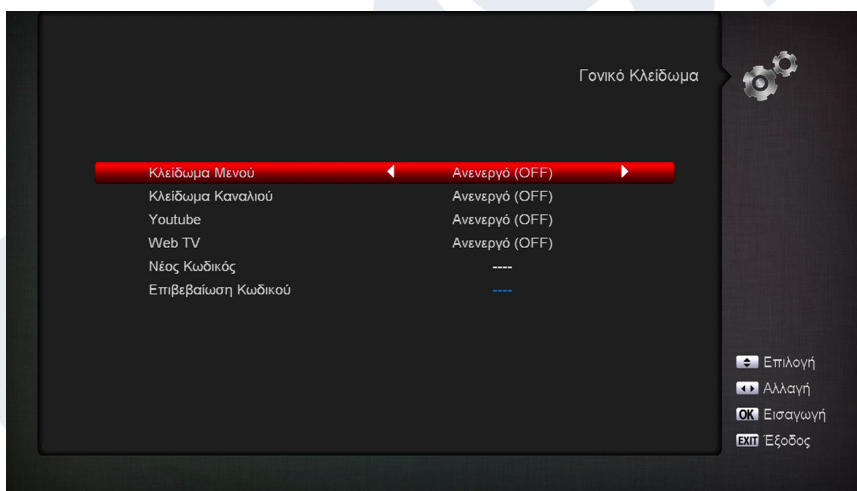 Γονικό Κλείδωμα
Κλείδωμα Μενού Ανενεργό (OFF)
Κλείδωμα Καναλιού Ανενεργό (OFF)
Youtube Ανενεργό (OFF)
Web TV Ανενεργό (OFF)
Νέος Κωδικός ----
Επιβεβαίωση Κωδικού ----
Επιλογή
Αλλαγή
OK Εισαγωγή
EXIT Έξοδος